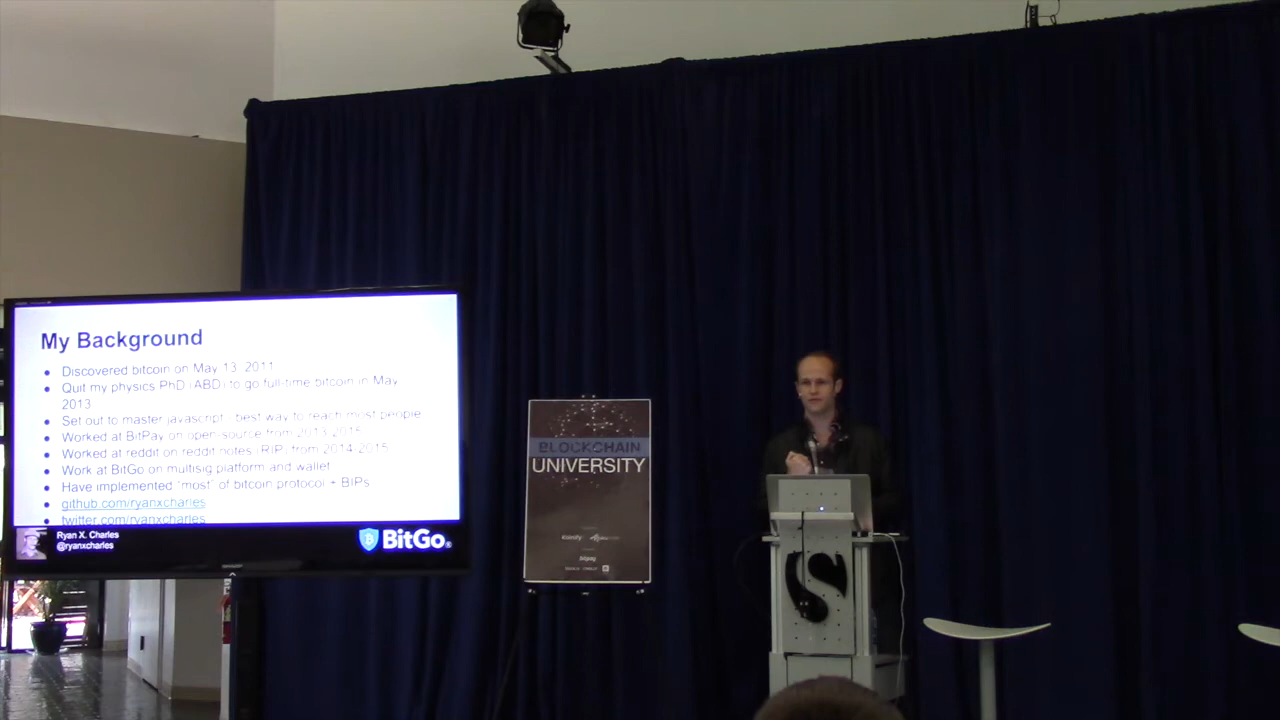 My Background
Discovered bitcoin on May 13, 2011
Quit my physics PhD (ABD) to go full-time bitcoin in May
2013
Set out to master javascript - best way to reach most people
Worked at BitPay on open-source from 2013-2015
Worked at reddit on reddit notes (RIP) from 2014-2015
Work at BitGo on multisig platform and wallet
Have implemented "most" of bitcoin protocol + BIPs
github.com/ryanxcharles
twitter.com/ryanxcharles
Ryan X. Charles
@ryanxcharles
BitGo®
BLOCKCHAIN
UNIVERSITY
bitpay